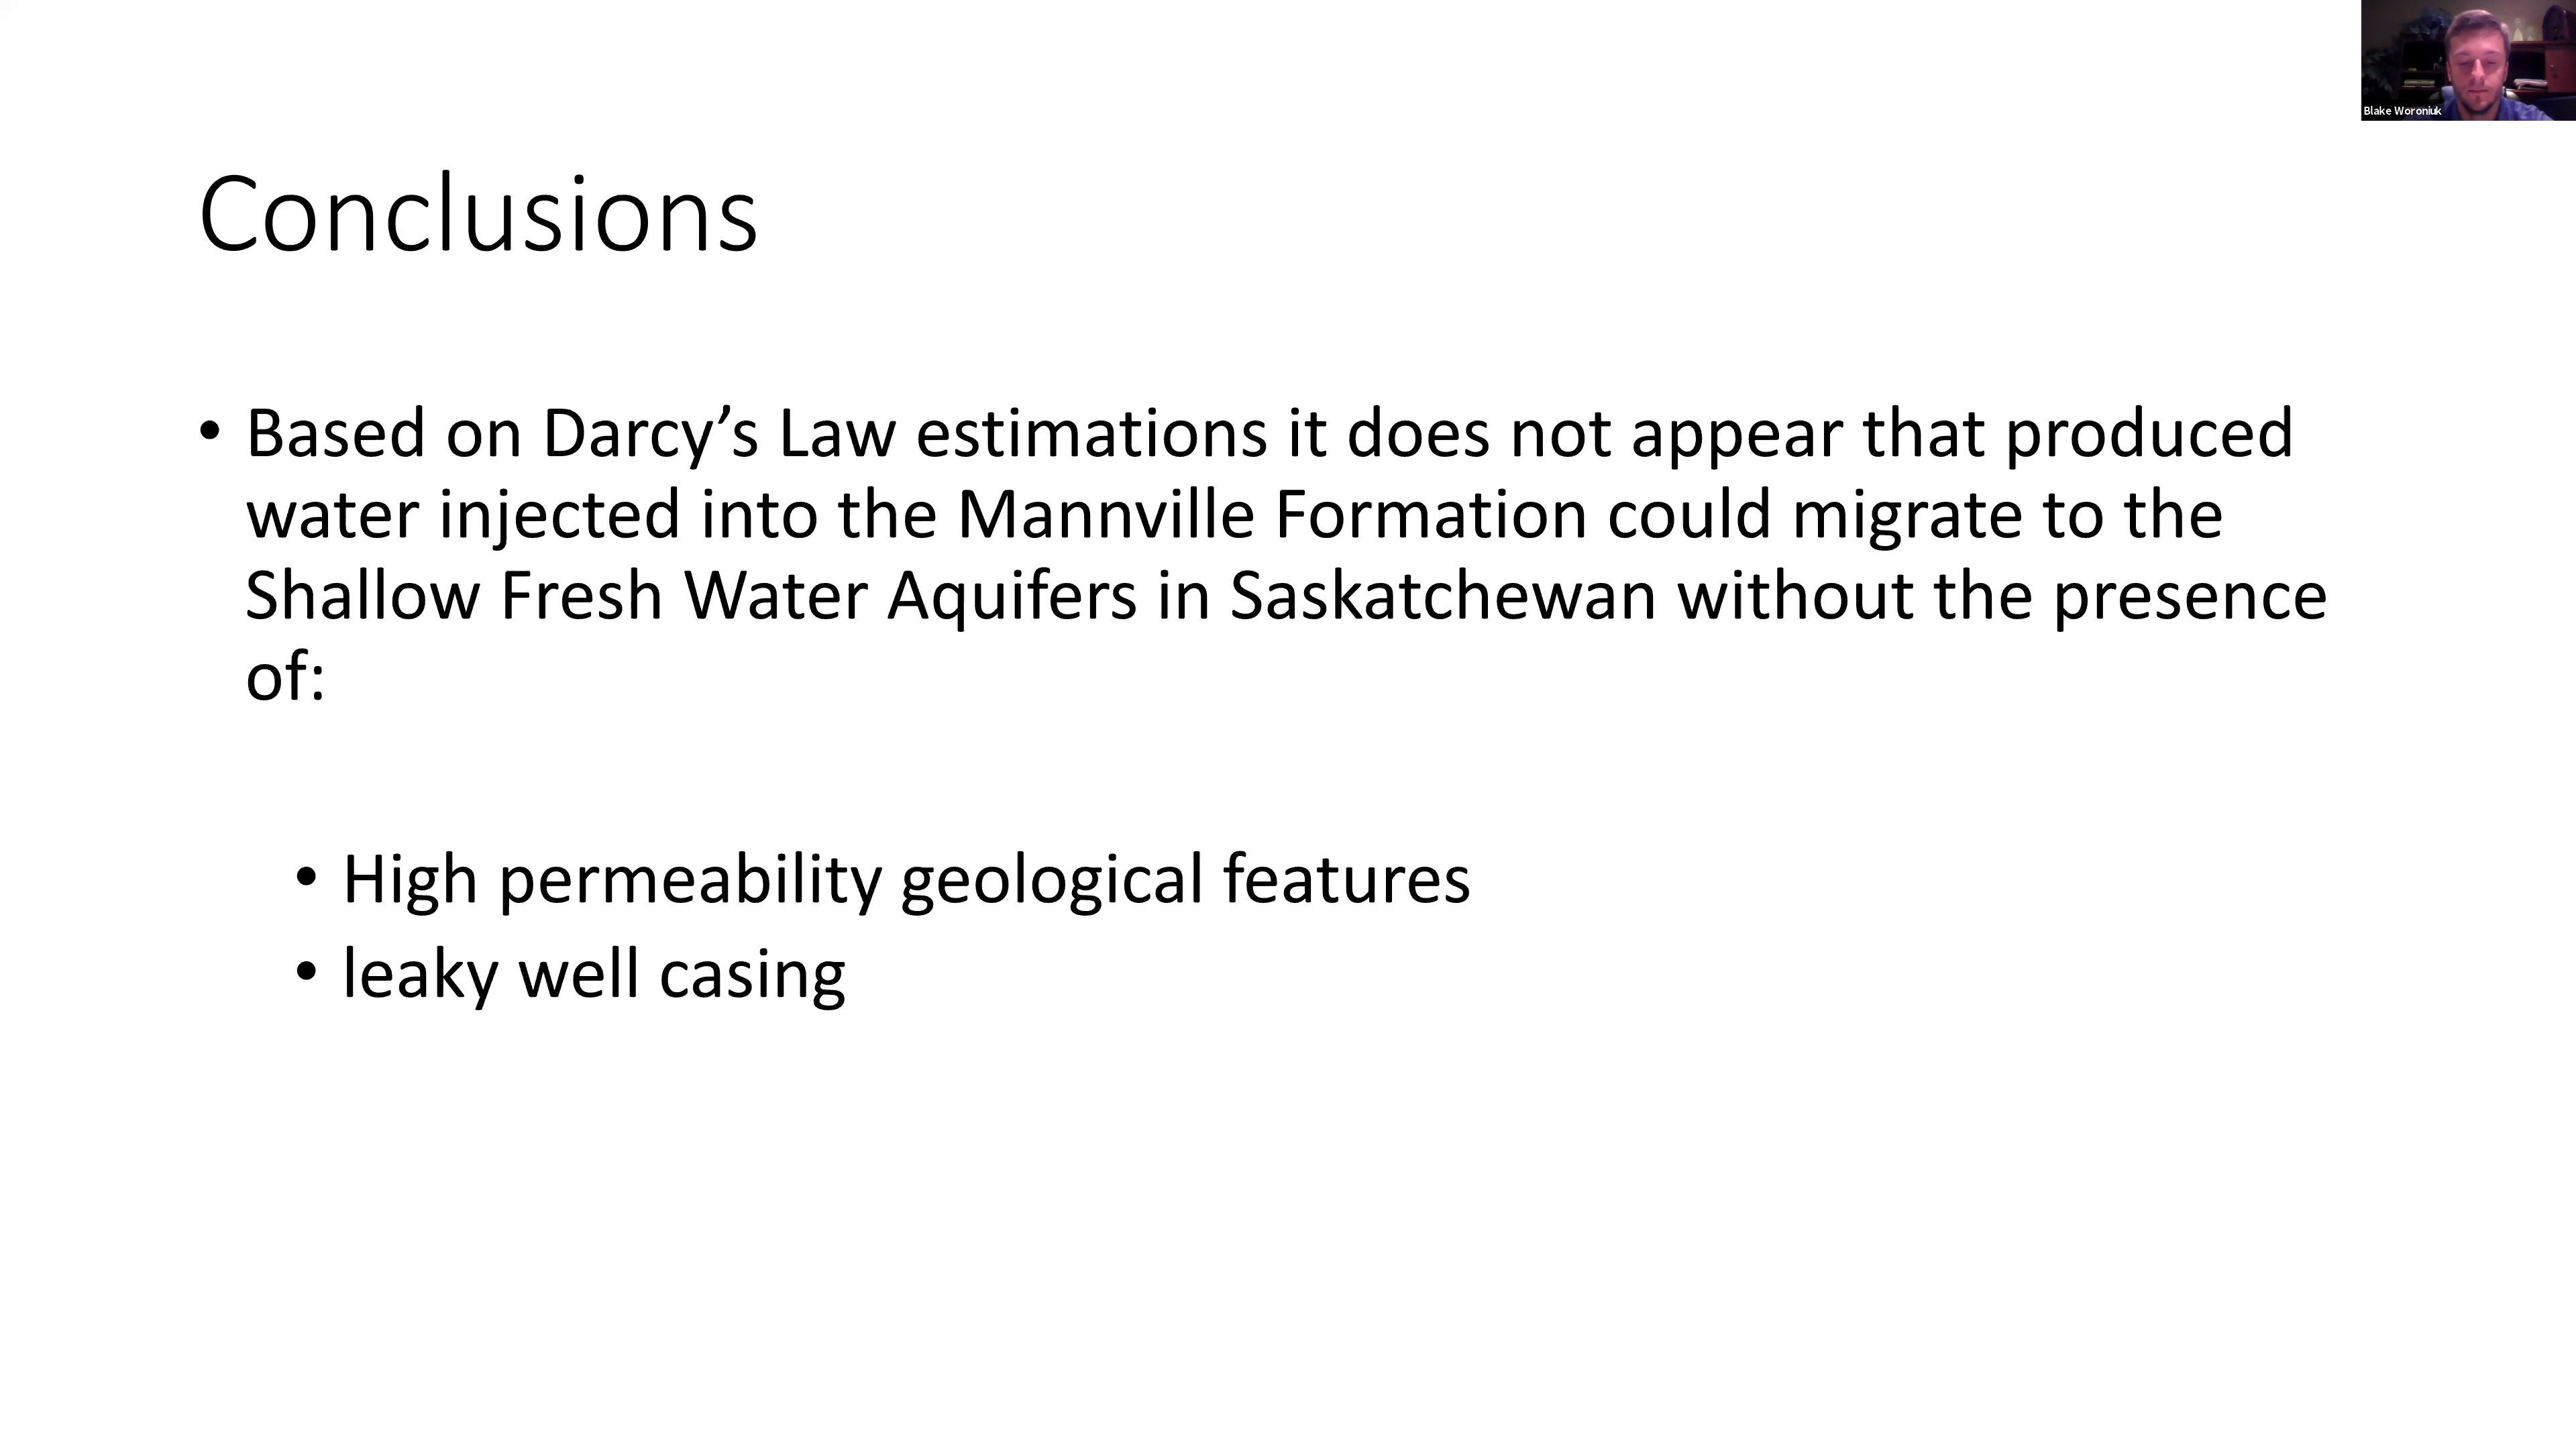 Blake Woroniuk
Conclusions
• Based on Darcy’s Law estimations it does not appear that produced
water injected into the Mannville Formation could migrate to the
Shallow Fresh Water Aquifers in Saskatchewan without the presence
of:
• High permeability geological features
• leaky well casing